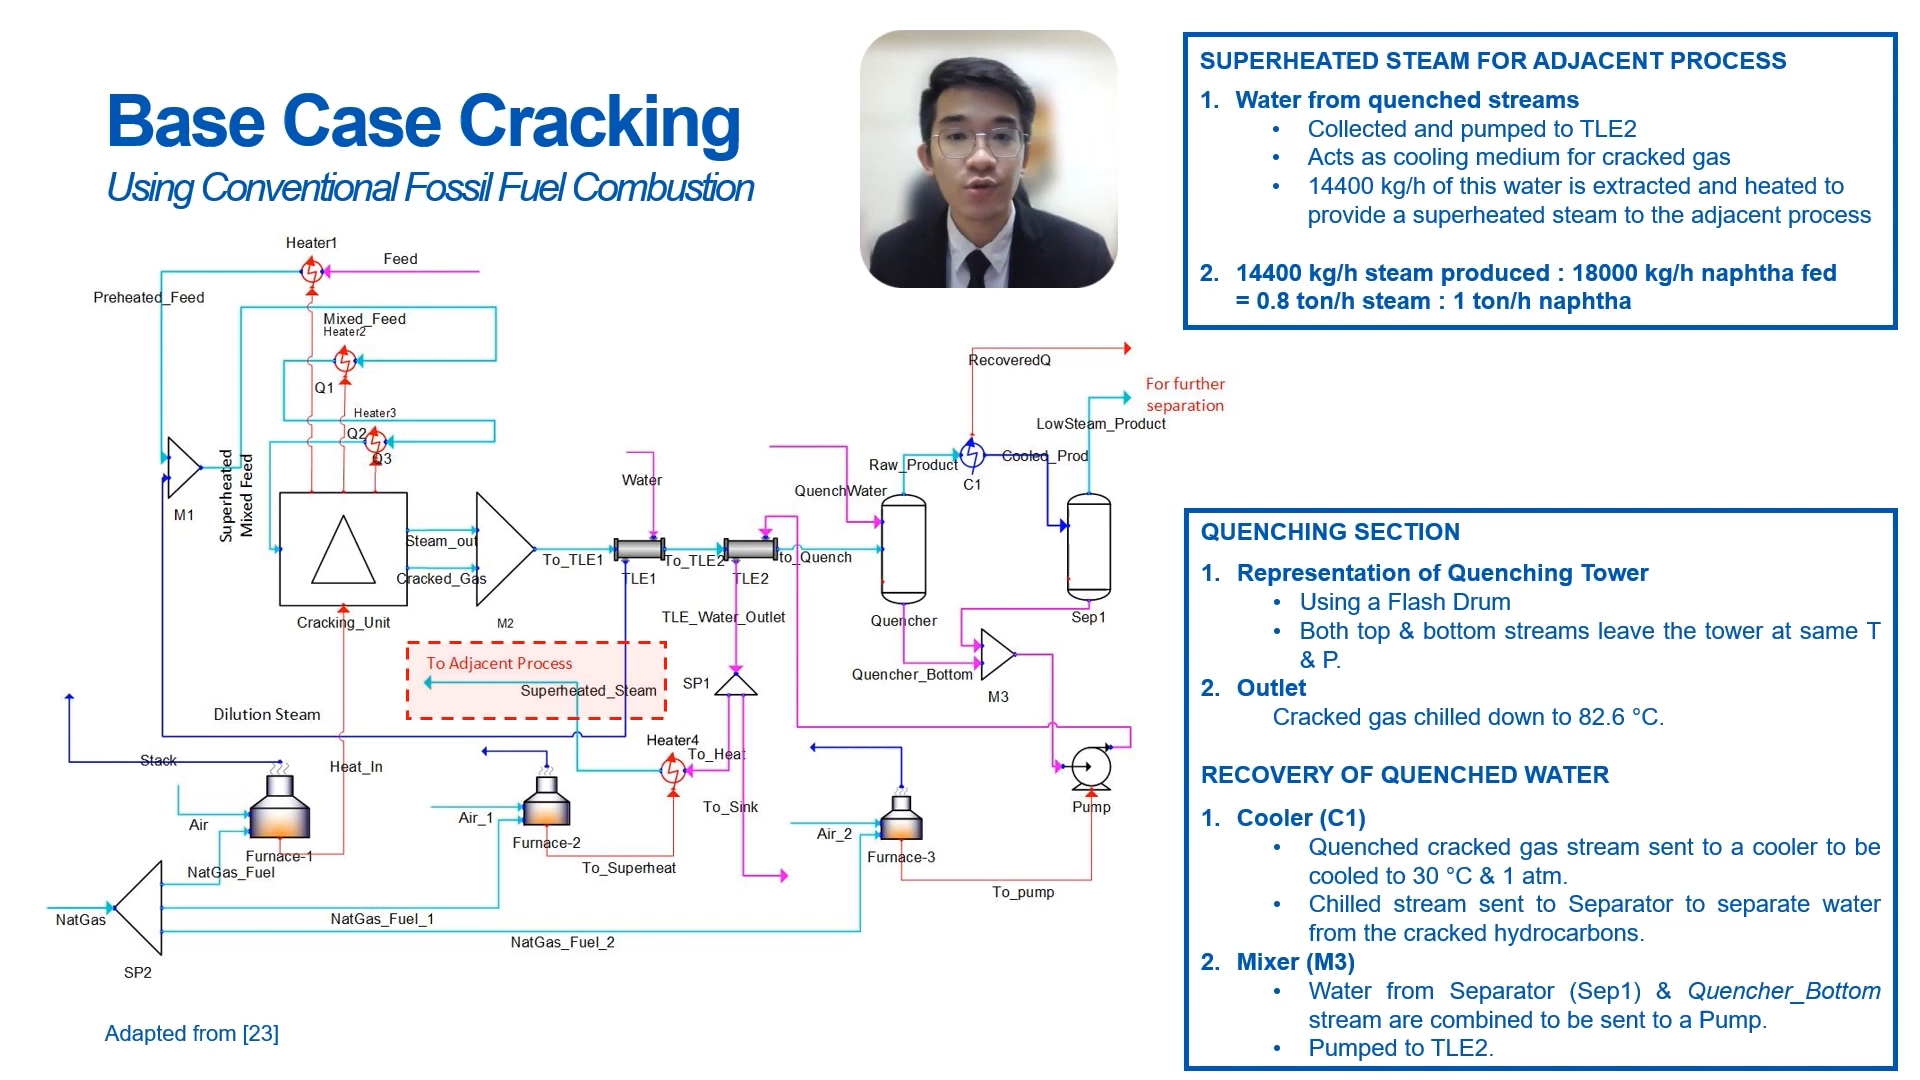 Base Case Cracking
Using Conventional Fossil Fuel Combustion
Heater1
Feed
Preheated_Feed
Mixed_Feed
Heater2
Q1
Heater3
Q2
Q3
Superheated
Mixed Feed
M1
Steam_out
Cracked_Gas
Cracking_Unit
M2
Water
To_TLE1
TLE1
To_TLE2
TLE2
to_Quench
TLE_Water_Outlet
QuenchWater
Raw_Product
RecoveredQ
C1
Cooled_Prod
LowSteam_Product
For further
separation
Quencher
Sep1
Quencher_Bottom
M3
To Adjacent Process
Superheated_Steam
SP1
Dilution Steam
Heater4
To_Heat
To_Sink
Stack
Heat_In
Air
Furnace-1
NatGas_Fuel
Air_1
Furnace-2
To_Superheat
Air_2
Furnace-3
Pump
To_pump
NatGas
NatGas_Fuel_1
NatGas_Fuel_2
SP2
Adapted from [23]
SUPERHEATED STEAM FOR ADJACENT PROCESS
1. Water from quenched streams
• Collected and pumped to TLE2
• Acts as cooling medium for cracked gas
• 14400 kg/h of this water is extracted and heated to
provide a superheated steam to the adjacent process
2. 14400 kg/h steam produced : 18000 kg/h naphtha fed
= 0.8 ton/h steam : 1 ton/h naphtha
QUENCHING SECTION
1. Representation of Quenching Tower
• Using a Flash Drum
• Both top & bottom streams leave the tower at same T
& P.
2. Outlet
Cracked gas chilled down to 82.6 °C.
RECOVERY OF QUENCHED WATER
1. Cooler (C1)
• Quenched cracked gas stream sent to a cooler to be
cooled to 30 °C & 1 atm.
• Chilled stream sent to Separator to separate water
from the cracked hydrocarbons.
2. Mixer (M3)
• Water from Separator (Sep1) & Quencher_Bottom
stream are combined to be sent to a Pump.
• Pumped to TLE2.